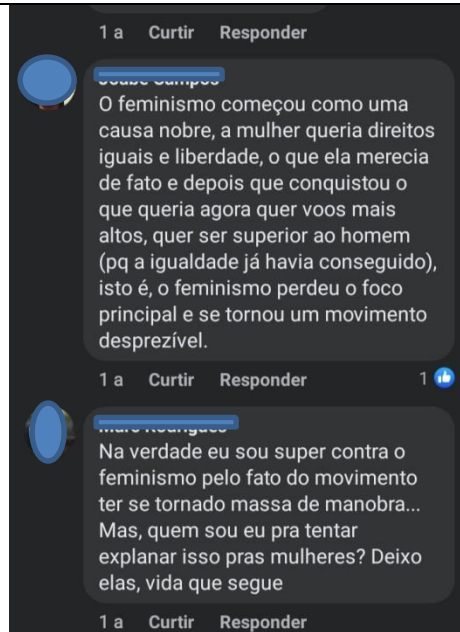 1 a Curtir Responder
O feminismo começou como uma
causa nobre, a mulher queria direitos
iguais e liberdade, o que ela merecia
de fato e depois que conquistou o
que queria agora quer voos mais
altos, quer ser superior ao homem
(pq a igualdade já havia conseguido),
isto é, o feminismo perdeu o foco
principal e se tornou um movimento
desprezível.
1 a Curtir Responder 1
Na verdade eu sou super contra o
feminismo pelo fato do movimento
ter se tornado massa de manobra...
Mas, quem sou eu pra tentar
explanar isso pras mulheres? Deixo
elas, vida que segue
1 a Curtir Responder